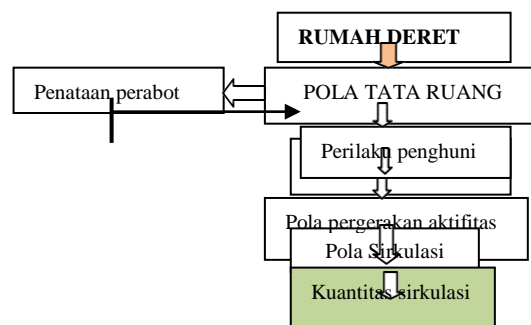 RUMAH DERET
Penataan perabot
POLA TATA RUANG
Perilaku penghuni
Pola pergerakan aktifitas
Pola Sirkulasi
Kuantitas sirkulasi